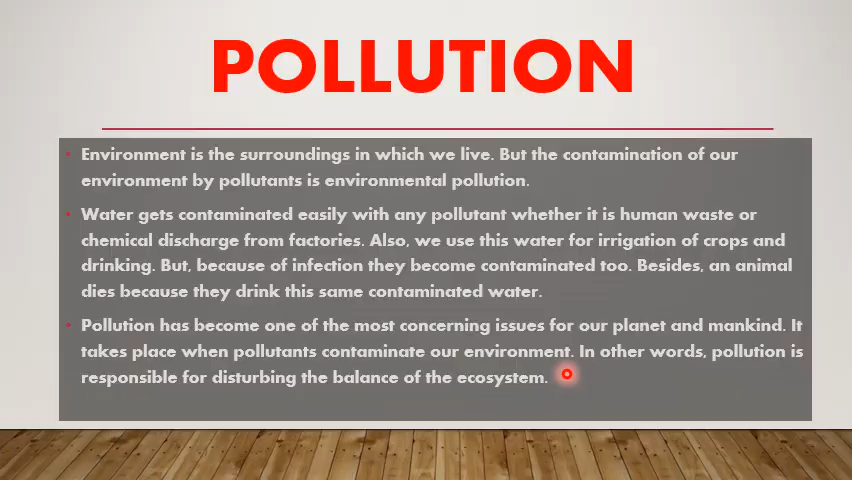 POLLUTION
• Environment is the surroundings in which we live. But the contamination of our
environment by pollutants is environmental pollution.
• Water gets contaminated easily with any pollutant whether it is human waste or
chemical discharge from factories. Also, we use this water for irrigation of crops and
drinking. But, because of infection they become contaminated too. Besides, an animal
dies because they drink this same contaminated water.
• Pollution has become one of the most concerning issues for our planet and mankind. It
takes place when pollutants contaminate our environment. In other words, pollution is
responsible for disturbing the balance of the ecosystem.